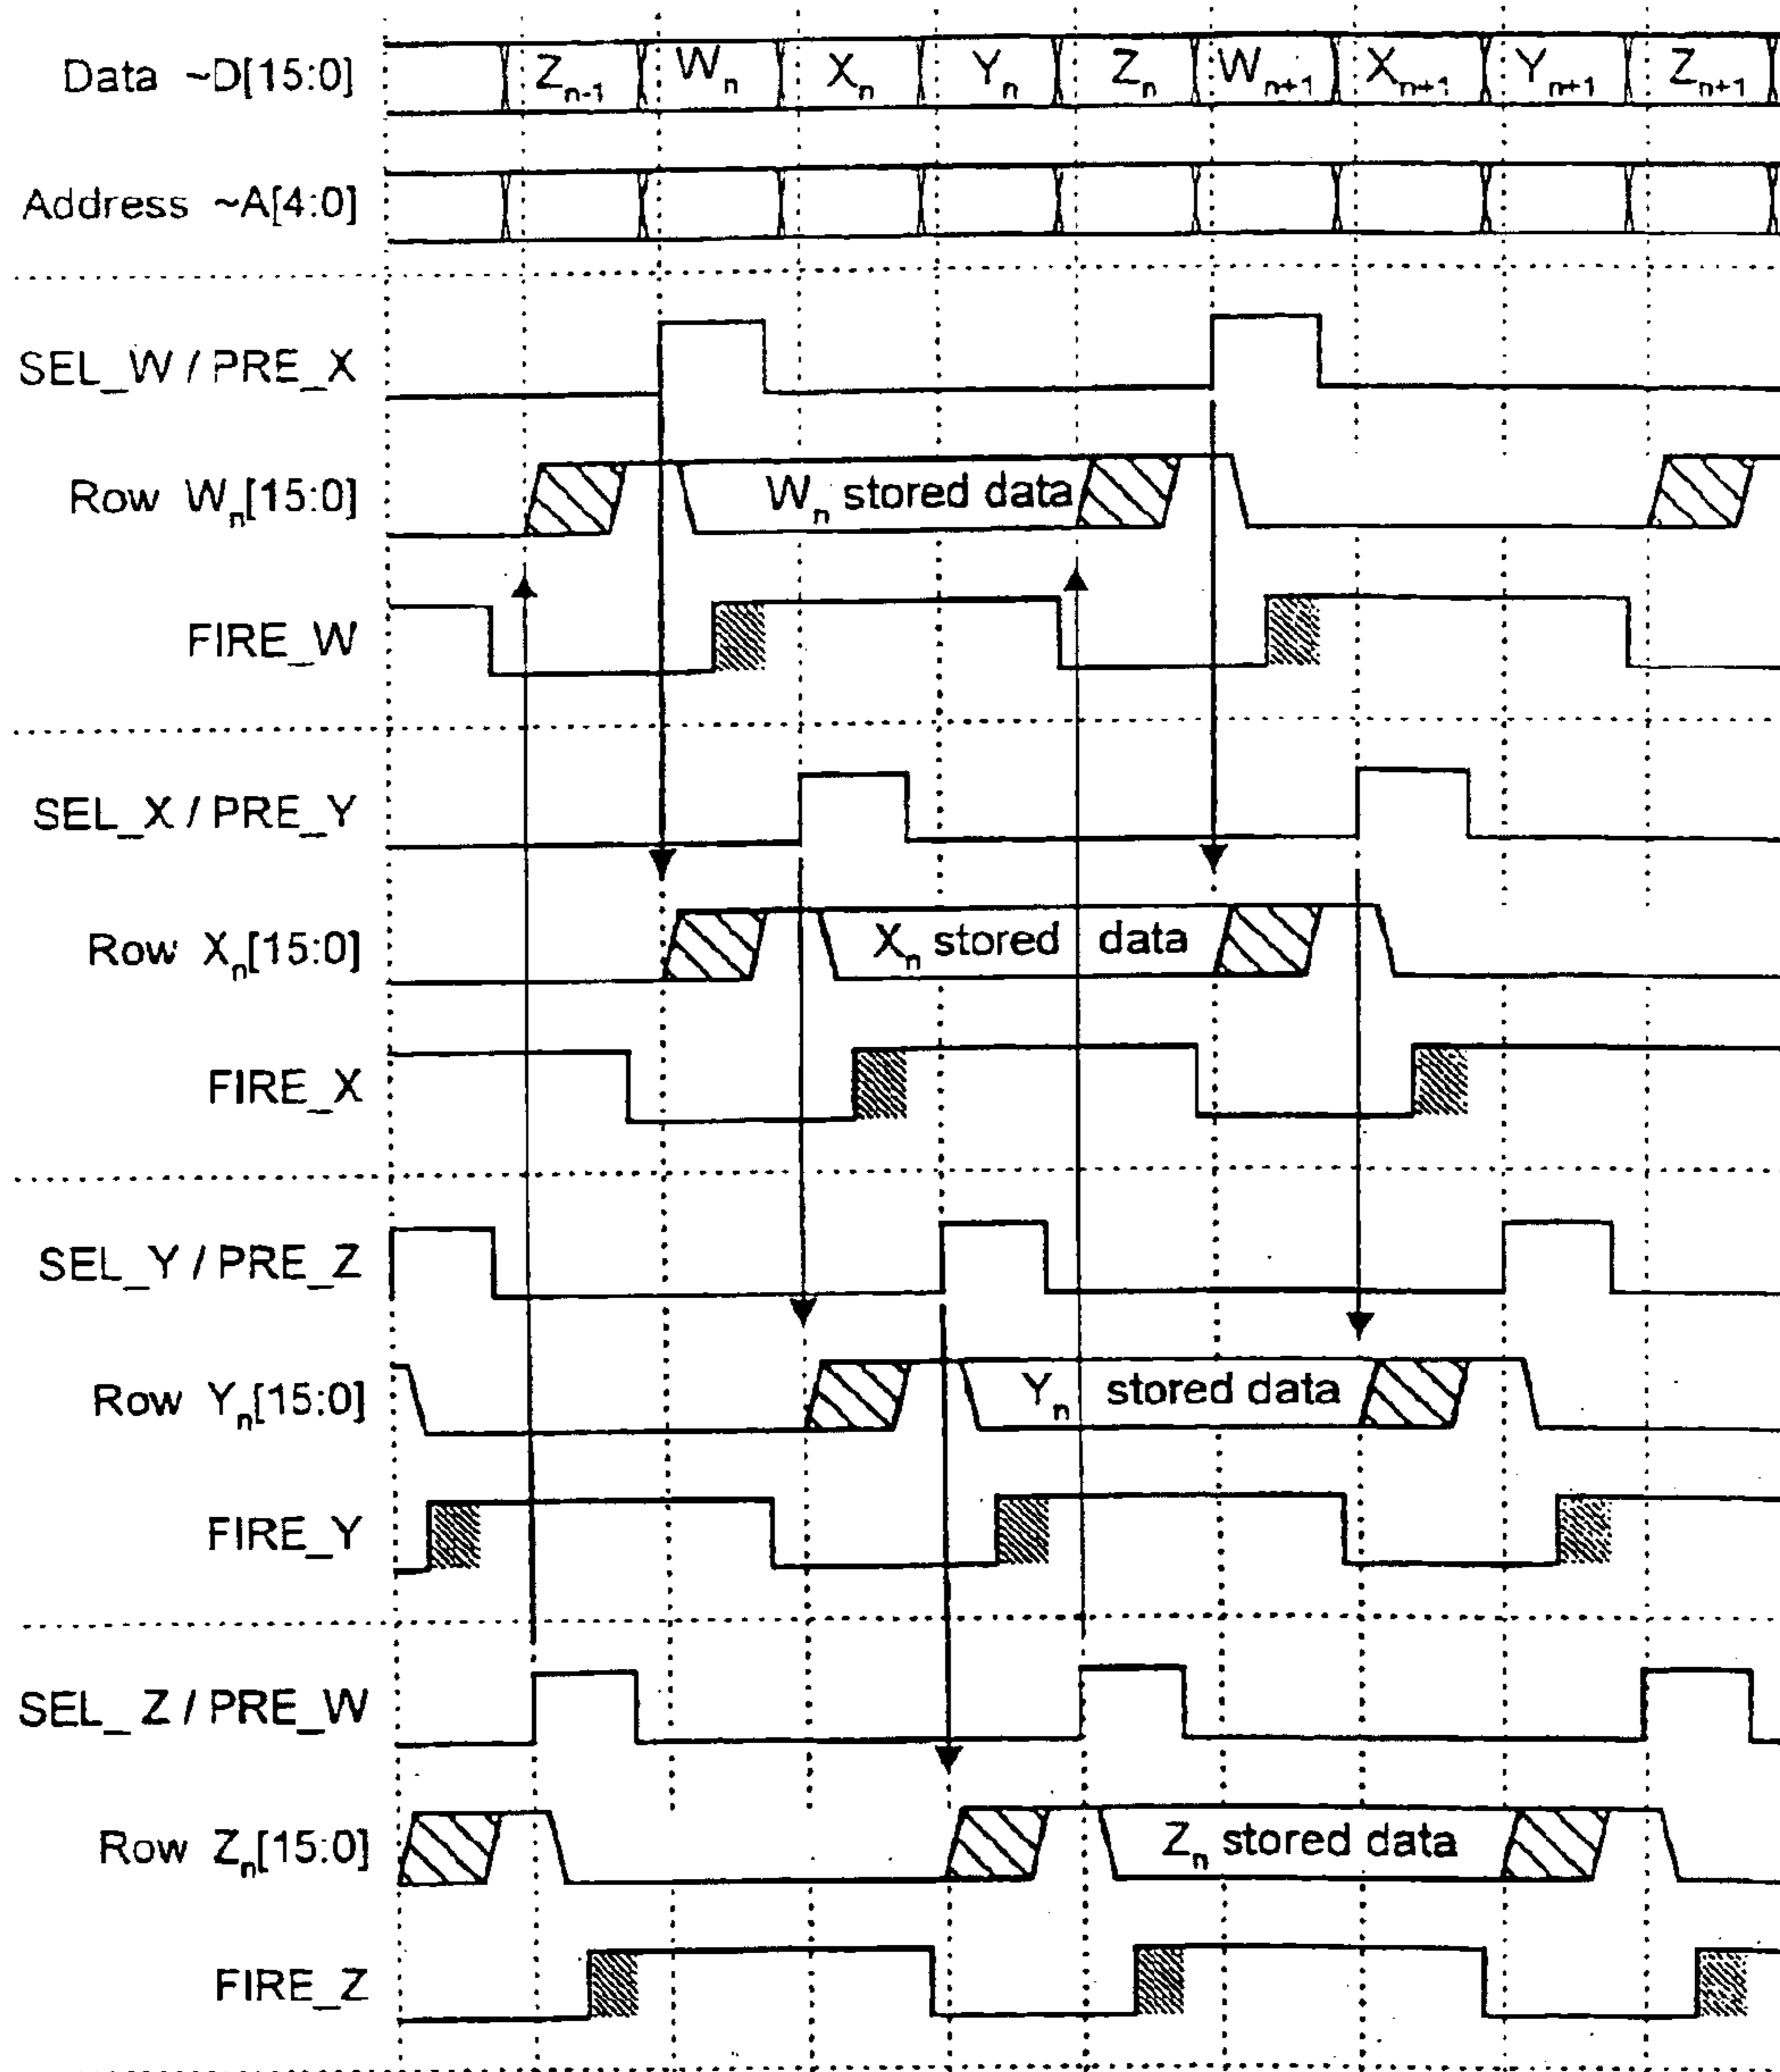 Data ~D[15:0] Zn-1 Wn Xn Yn Zn Wn+1 Xn+1 Yn+1 Zn+1
Address ~A[4:0]
SEL_W / PRE_X
Row Wn[15:0] Wn stored data
FIRE_W
SEL_X / PRE_Y
Row Xn[15:0] Xn stored data
FIRE_X
SEL_Y / PRE_Z
Row Yn[15:0] Yn stored data
FIRE_Y
SEL_ Z / PRE_W
Row Zn[15:0] Zn stored data
FIRE_Z